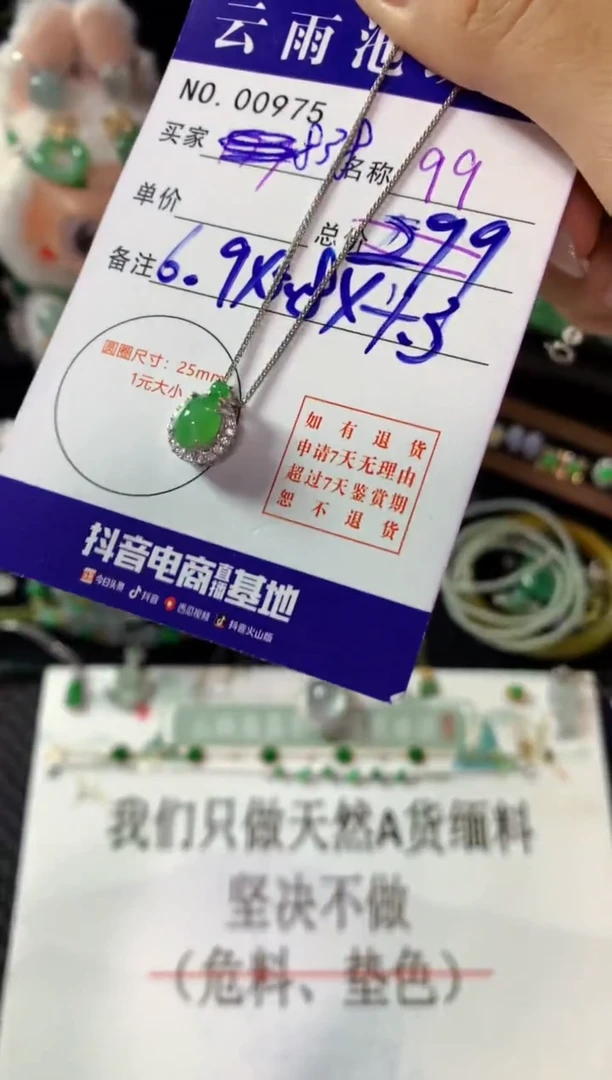 云雨池
NO.00975
买家 838 名称 99
单价
总价 599
备注 6.9X5.8X1.3
圆圈尺寸：25mm
1元大小
如有退货
申请7天无理由
超过7天鉴赏期
恕不退货
抖音电商直播基地
今日头条 抖音 西瓜视频 抖音火山版
我们只做天然A货缅料
坚决不做
（危料、垫色）